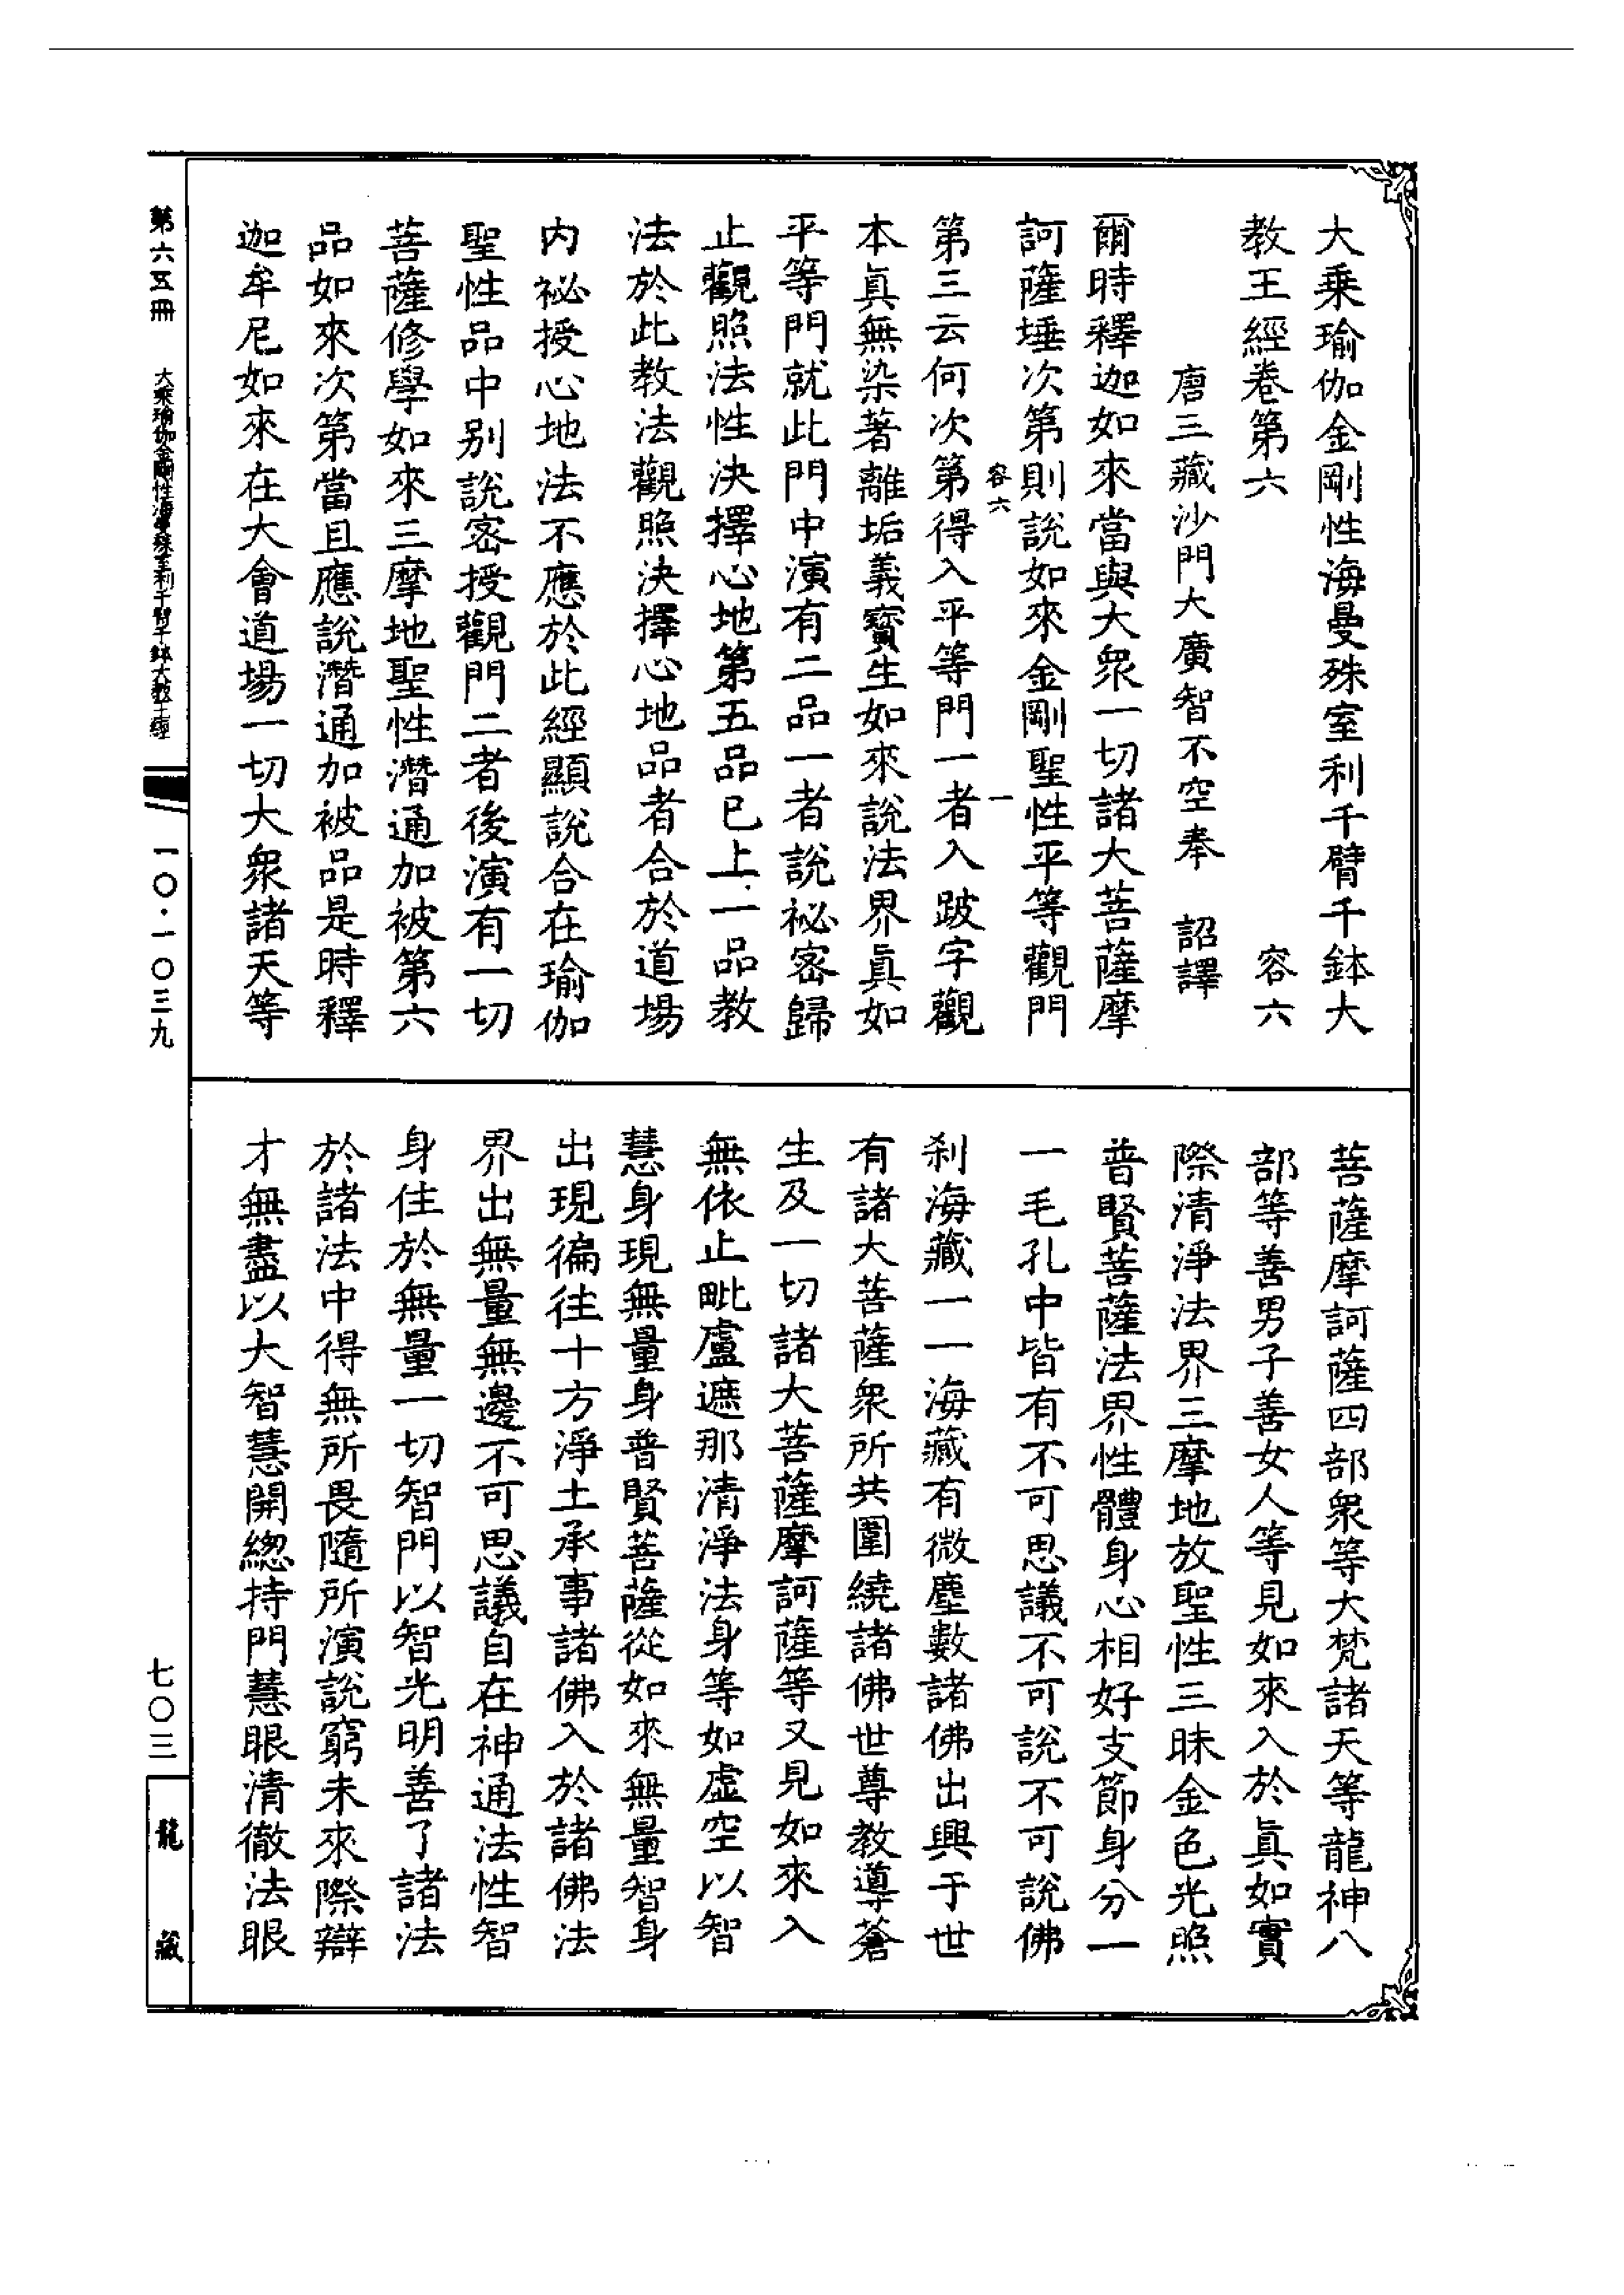 大乘瑜伽金剛性海曼殊室利千臂千鉢大
教王經卷第六 容六
唐三藏沙門大廣智不空奉 詔譯
爾時釋迦如來當與大衆一切諸大菩薩摩
訶薩埵次第則說如來金剛聖性平等觀門
容六 一
第三云何次第得入平等門一者入跛字觀
本眞無染著離垢義寶生如來說法界眞如
平等門就此門中演有二品一者說祕密歸
止觀照法性決擇心地第五品已上一品教
法於此教法觀照決擇心地品者合於道場
内祕授心地法不應於此經顯說合在瑜伽
聖性品中別說密授觀門二者後演有一切
菩薩修學如來三摩地聖性潛通加被第六
品如來次第當且應說潛通加被品是時釋
迦牟尼如來在大會道場一切大衆諸天等
菩薩摩訶薩四部衆等大梵諸天等龍神八
部等善男子善女人等見如來入於眞如實
際清淨法界三摩地放聖性三昧金色光照
普賢菩薩法界性體身心相好支節身分一
一毛孔中皆有不可思議不可說不可說佛
刹海藏一一海藏有微塵數諸佛出興于世
有諸大菩薩衆所共圍繞諸佛世尊教導蒼
生及一切諸大菩薩摩訶薩等又見如來入
無依止毗盧遮那清淨法身等如虛空以智
慧身現無量身普賢菩薩從如來無量智身
出現徧往十方淨土承事諸佛入於諸佛法
界出無量無邊不可思議自在神通法性智
身住於無量一切智門以智光明善了諸法
於諸法中得無所畏隨所演說窮未來際辯
才無盡以大智慧開總持門慧眼清徹法眼
第六五冊 大乘瑜伽金剛性海曼殊室利千臂千鉢大教王經 一〇·一〇三九 七〇三 龍藏